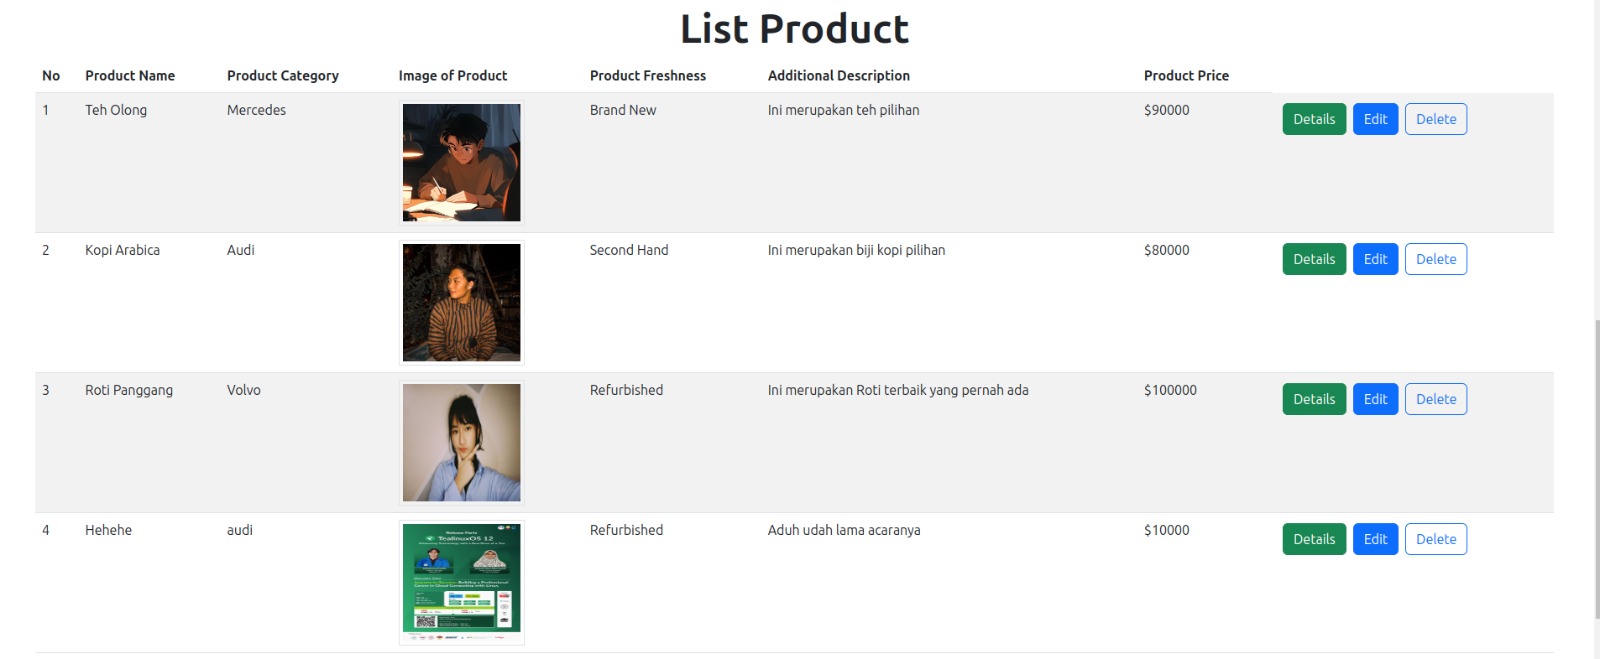 List Product
No Product Name Product Category Image of Product Product Freshness Additional Description Product Price
1 Teh Olong Mercedes Brand New Ini merupakan teh pilihan $90000 Details Edit Delete
2 Kopi Arabica Audi Second Hand Ini merupakan biji kopi pilihan $80000 Details Edit Delete
3 Roti Panggang Volvo Refurbished Ini merupakan Roti terbaik yang pernah ada $100000 Details Edit Delete
4 Hehehe audi Refurbished Aduh udah lama acaranya $10000 Details Edit Delete
Release Party
TealinuxOS 12